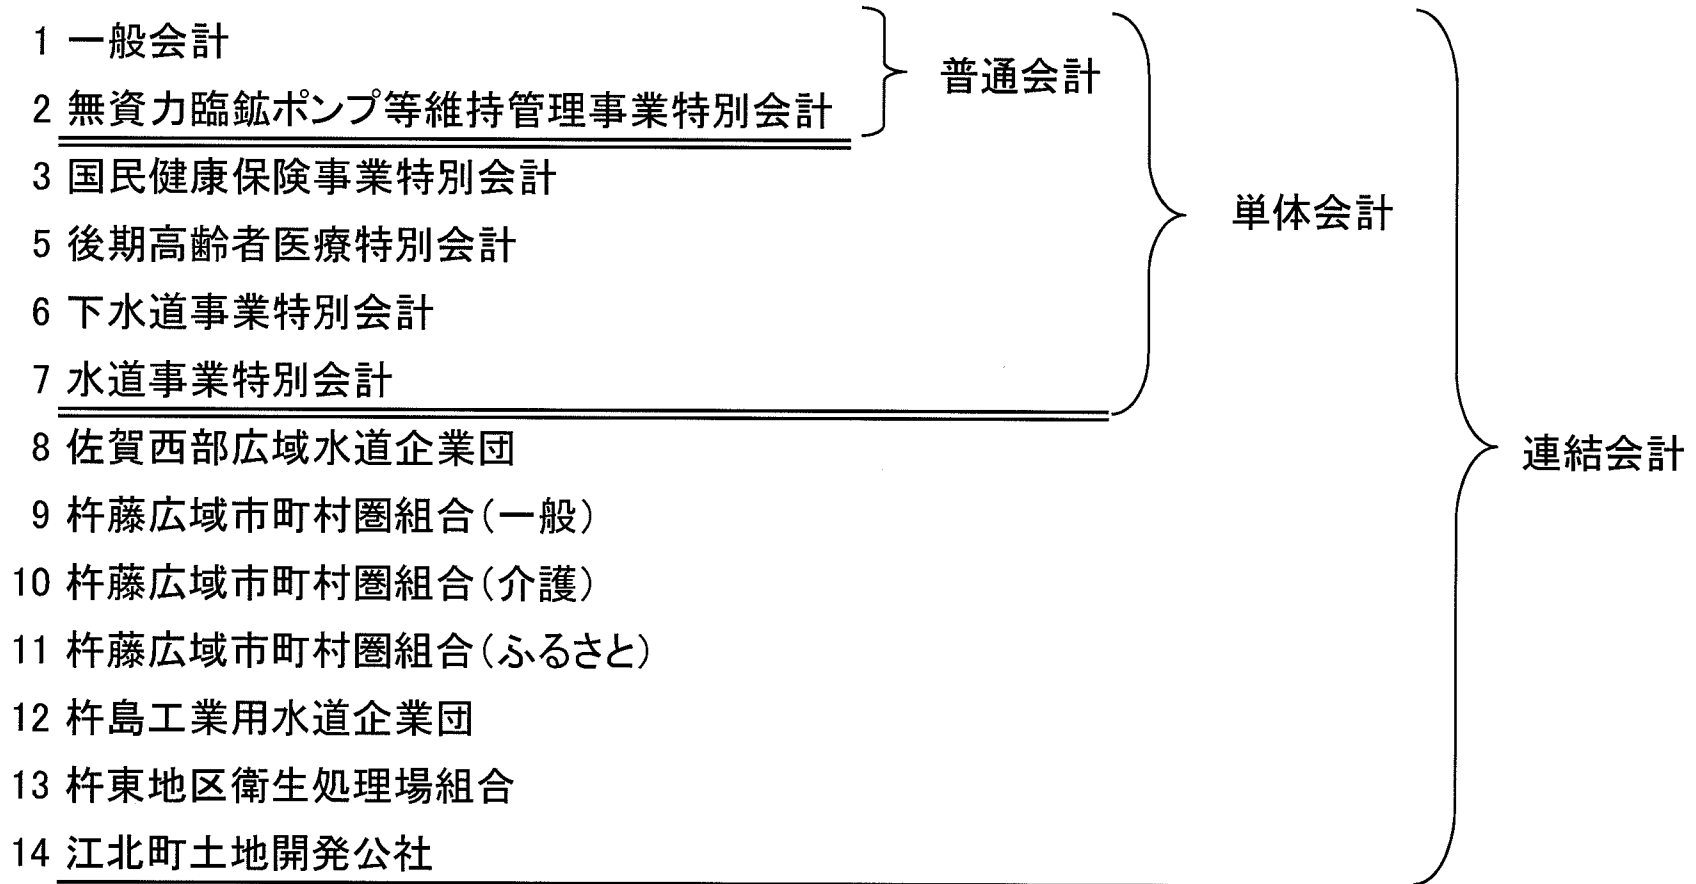 1 一般会計
2 無資力臨鉱ポンプ等維持管理事業特別会計
普通会計
3 国民健康保険事業特別会計
5 後期高齢者医療特別会計
単体会計
6 下水道事業特別会計
7 水道事業特別会計
8 佐賀西部広域水道企業団
連結会計
9 杵藤広域市町村圏組合(一般)
10 杵藤広域市町村圏組合(介護)
11 杵藤広域市町村圏組合(ふるさと)
12 杵島工業用水道企業団
13 杵東地区衛生処理場組合
14 江北町土地開発公社